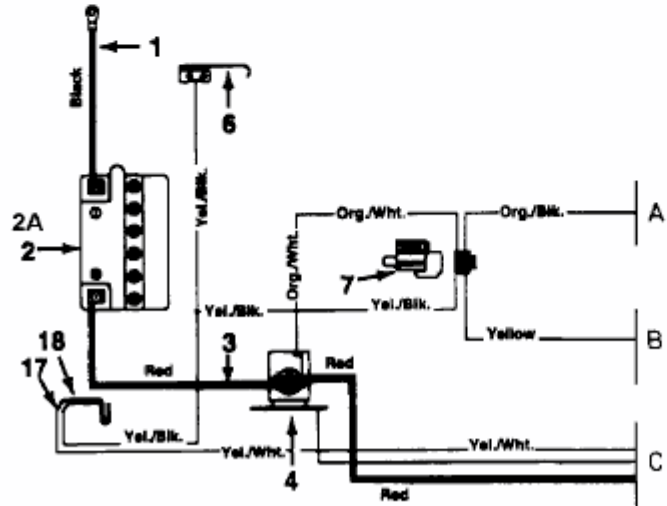 1
Black
6
Yel./Blk.
2A
2
Org./Wht.
Org./Blk.
A
Org./Wht.
7
Yel./Blk.
Yel./Blk.
Yellow
B
3
Red
Red
18
17
Yel./Blk.
Yel./Wht.
4
Yel./Wht.
C
Red